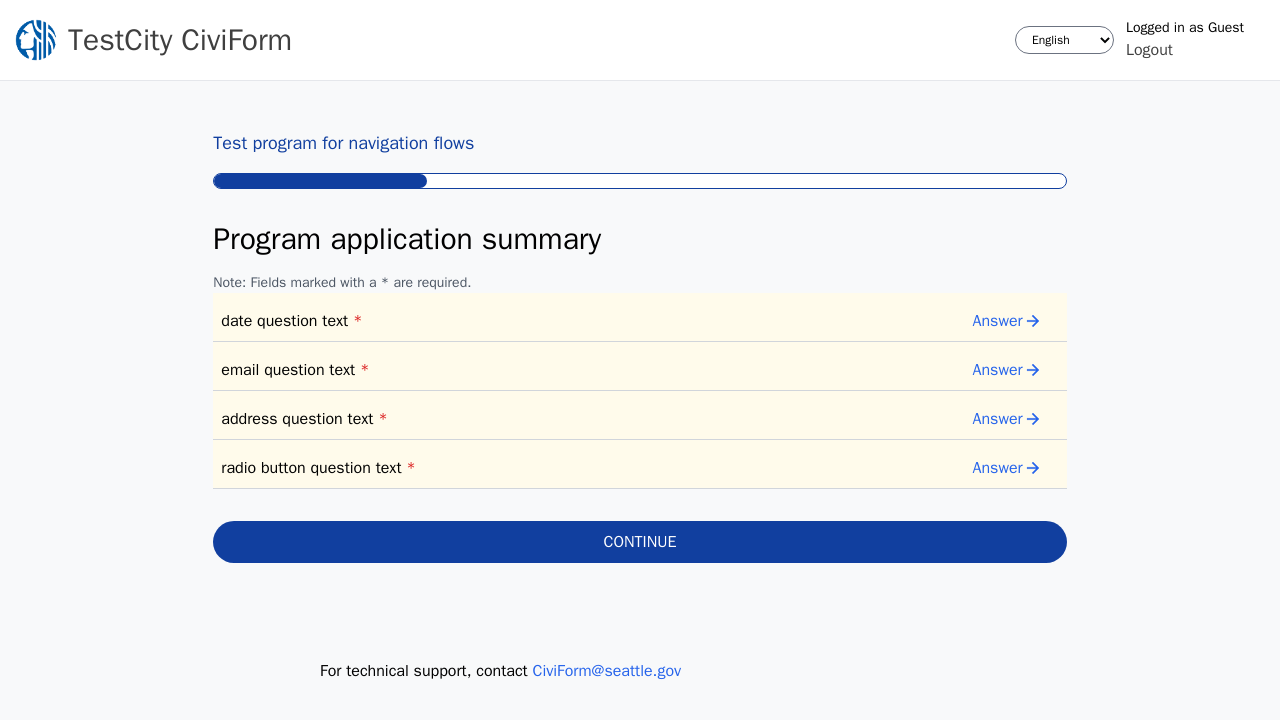 TestCity CiviForm
English
Logged in as Guest
Logout
Test program for navigation flows
Program application summary
Note: Fields marked with a * are required.
date question text *
Answer
email question text *
Answer
address question text *
Answer
radio button question text *
Answer
CONTINUE
For technical support, contact CiviForm@seattle.gov